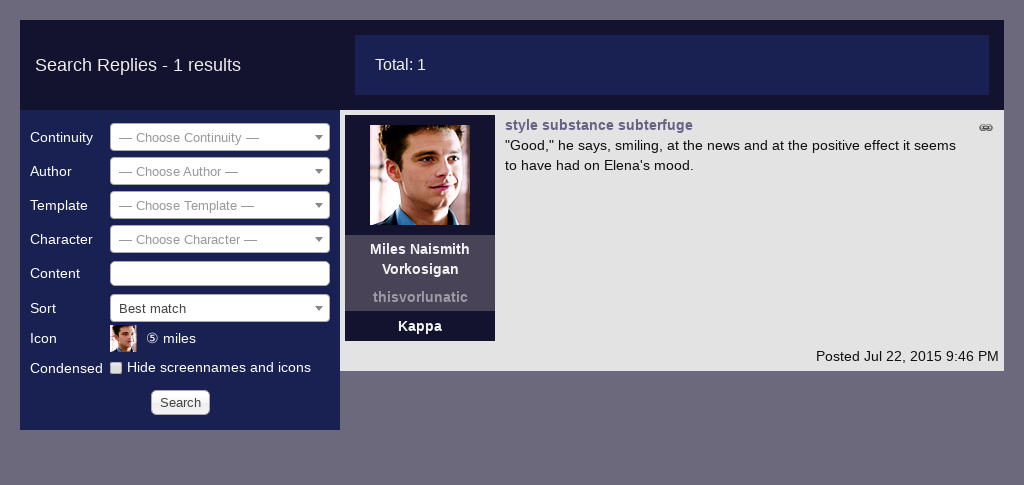 Search Replies - 1 results
Total: 1
Continuity
— Choose Continuity —
Author
— Choose Author —
Template
— Choose Template —
Character
— Choose Character —
Content
Sort
Best match
Icon
⑤ miles
Condensed
Hide screennames and icons
Search
style substance subterfuge
"Good," he says, smiling, at the news and at the positive effect it seems
to have had on Elena's mood.
Miles Naismith
Vorkosigan
thisvorlunatic
Kappa
Posted Jul 22, 2015 9:46 PM